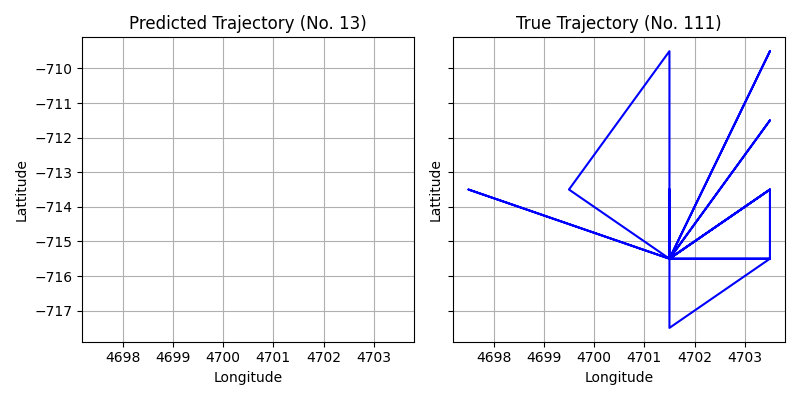 Predicted Trajectory (No. 13)
True Trajectory (No. 111)
Lattitude
−710
−711
−712
−713
−714
−715
−716
−717
4698 4699 4700 4701 4702 4703
Longitude
Lattitude
4698 4699 4700 4701 4702 4703
Longitude